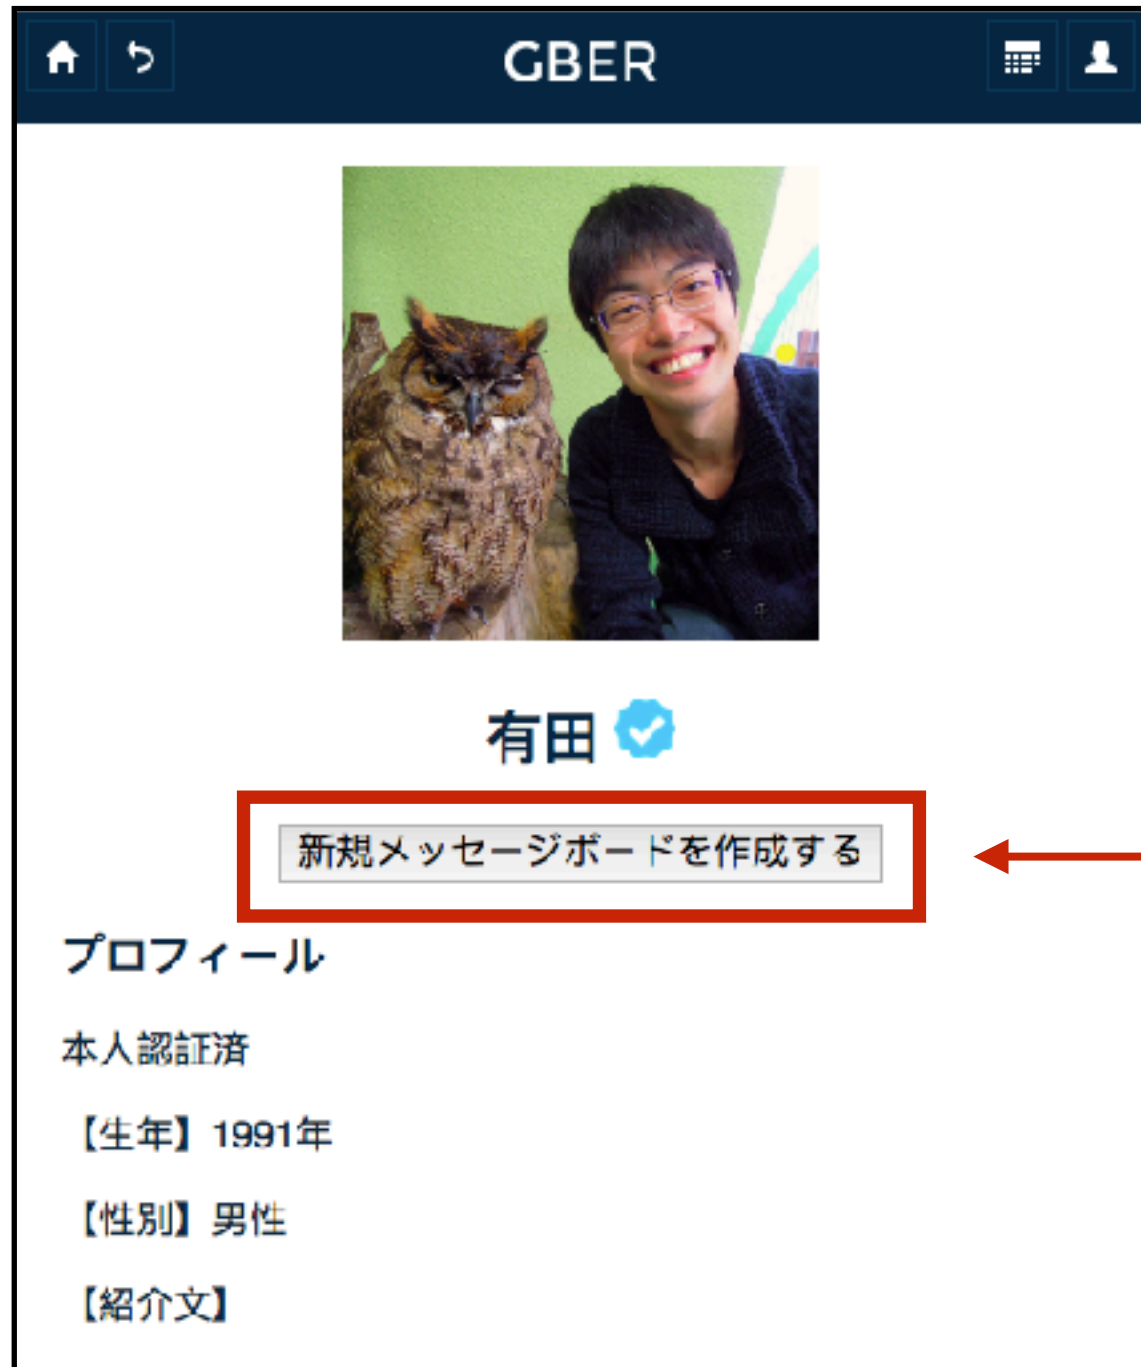 GBER
有田
新規メッセージボードを作成する
プロフィール
本人認証済
【生年】1991年
【性別】男性
【紹介文】